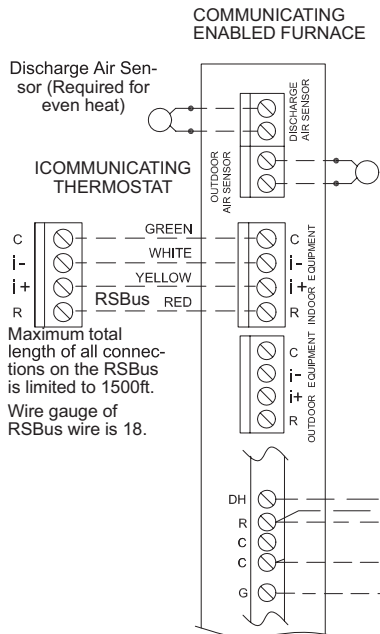 COMMUNICATING
ENABLED FURNACE
Discharge Air Sen-
sor (Required for
even heat)
DISCHARGE
AIR SENSOR
OUTDOOR
AIR SENSOR
ICOMMUNICATING
THERMOSTAT
C
i-
i+
R
GREEN
WHITE
YELLOW
RSBus RED
C
i-
i+
R
INDOOR EQUIPMENT
Maximum total
length of all connec-
tions on the RSBus
is limited to 1500ft.
Wire gauge of
RSBus wire is 18.
C
i-
i+
R
OUTDOOR EQUIPMENT
DH
R
C
C
G